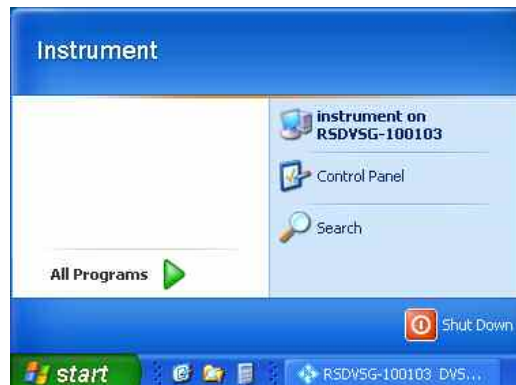 Instrument
instrument on
RSDVSG-100103
Control Panel
Search
All Programs
Shut Down
start
RSDVSG-100103 DVS...